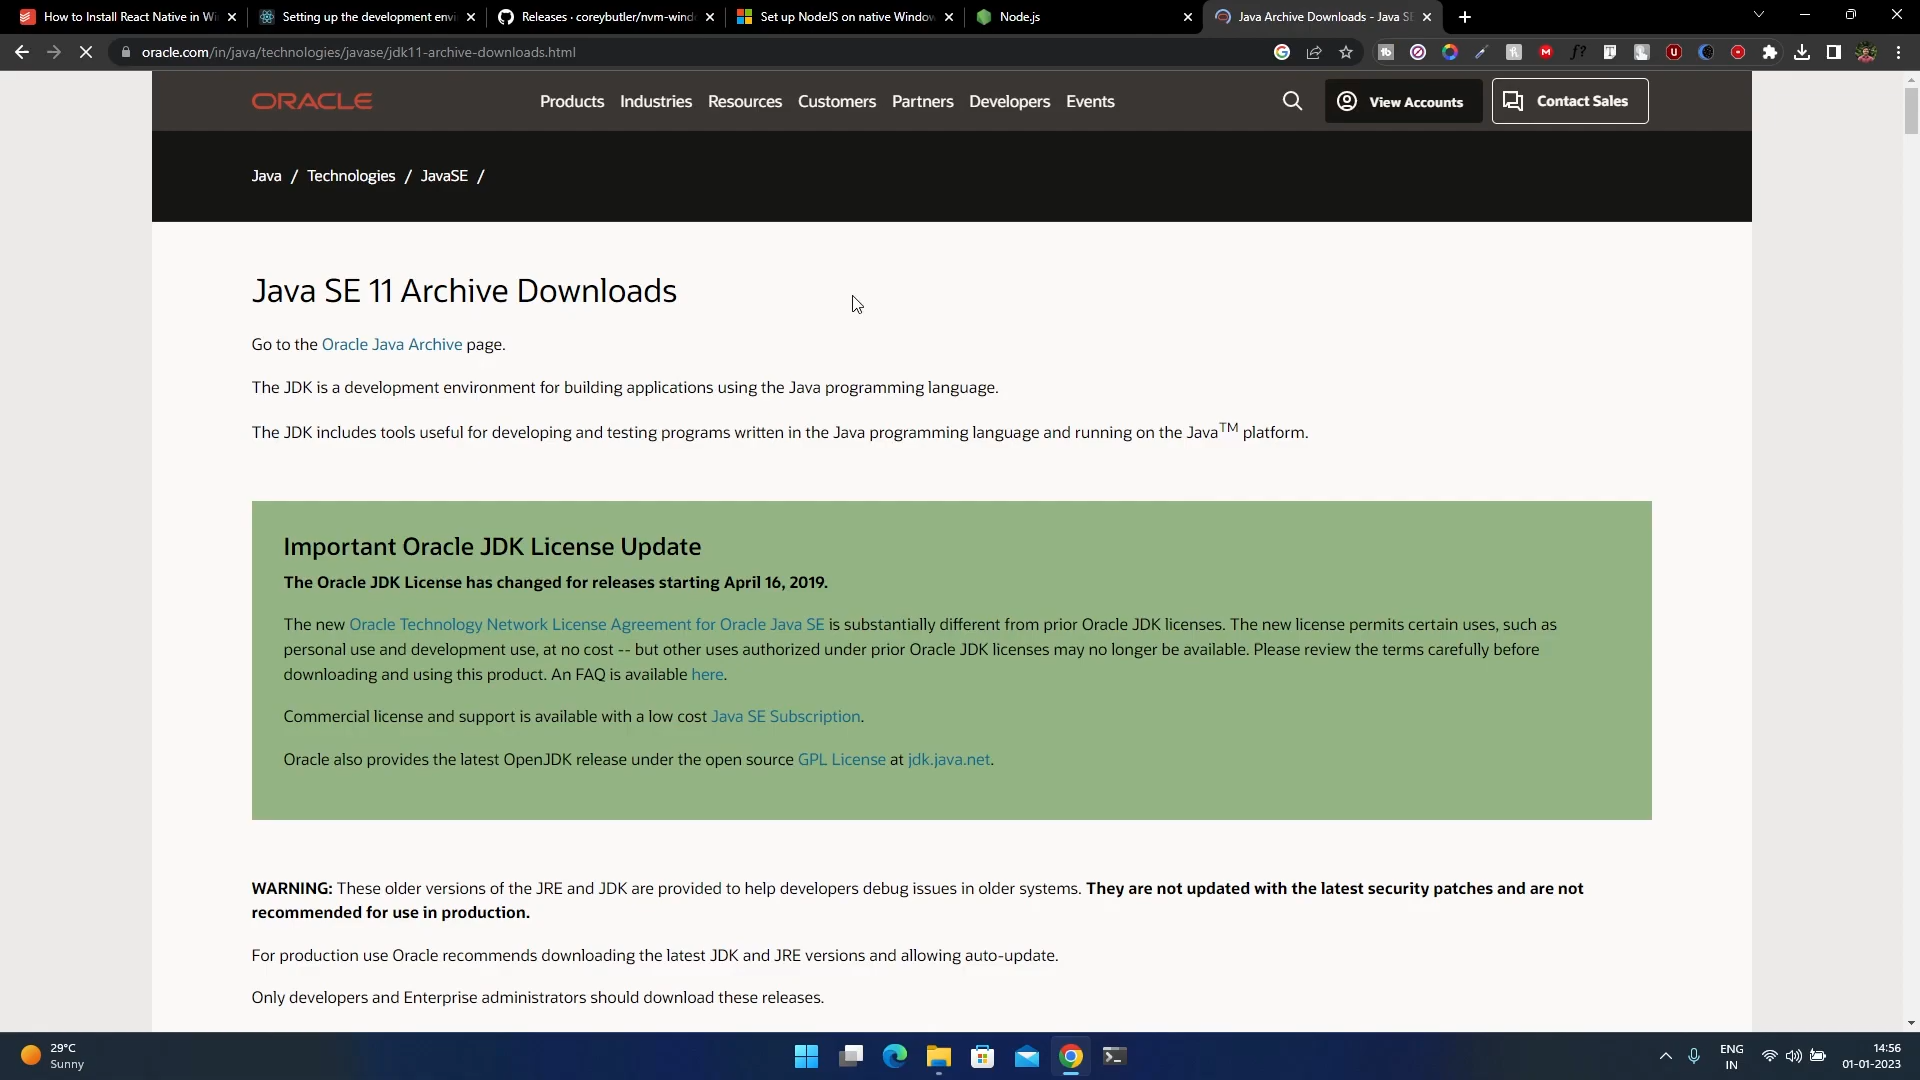 How to Install React Native in Wi
Setting up the development envi
Releases · coreybutler/nvm-wind
Set up NodeJS on native Window
Node.js
Java Archive Downloads - Java SE
oracle.com/in/java/technologies/javase/jdk11-archive-downloads.html
ORACLE
Products Industries Resources Customers Partners Developers Events
View Accounts
Contact Sales
Java / Technologies / JavaSE /
Java SE 11 Archive Downloads
Go to the Oracle Java Archive page.
The JDK is a development environment for building applications using the Java programming language.
The JDK includes tools useful for developing and testing programs written in the Java programming language and running on the Java™ platform.
Important Oracle JDK License Update
The Oracle JDK License has changed for releases starting April 16, 2019.
The new Oracle Technology Network License Agreement for Oracle Java SE is substantially different from prior Oracle JDK licenses. The new license permits certain uses, such as
personal use and development use, at no cost -- but other uses authorized under prior Oracle JDK licenses may no longer be available. Please review the terms carefully before
downloading and using this product. An FAQ is available here.
Commercial license and support is available with a low cost Java SE Subscription.
Oracle also provides the latest OpenJDK release under the open source GPL License at jdk.java.net.
WARNING: These older versions of the JRE and JDK are provided to help developers debug issues in older systems. They are not updated with the latest security patches and are not
recommended for use in production.
For production use Oracle recommends downloading the latest JDK and JRE versions and allowing auto-update.
Only developers and Enterprise administrators should download these releases.
29°C
Sunny
ENG
IN
14:56
01-01-2023